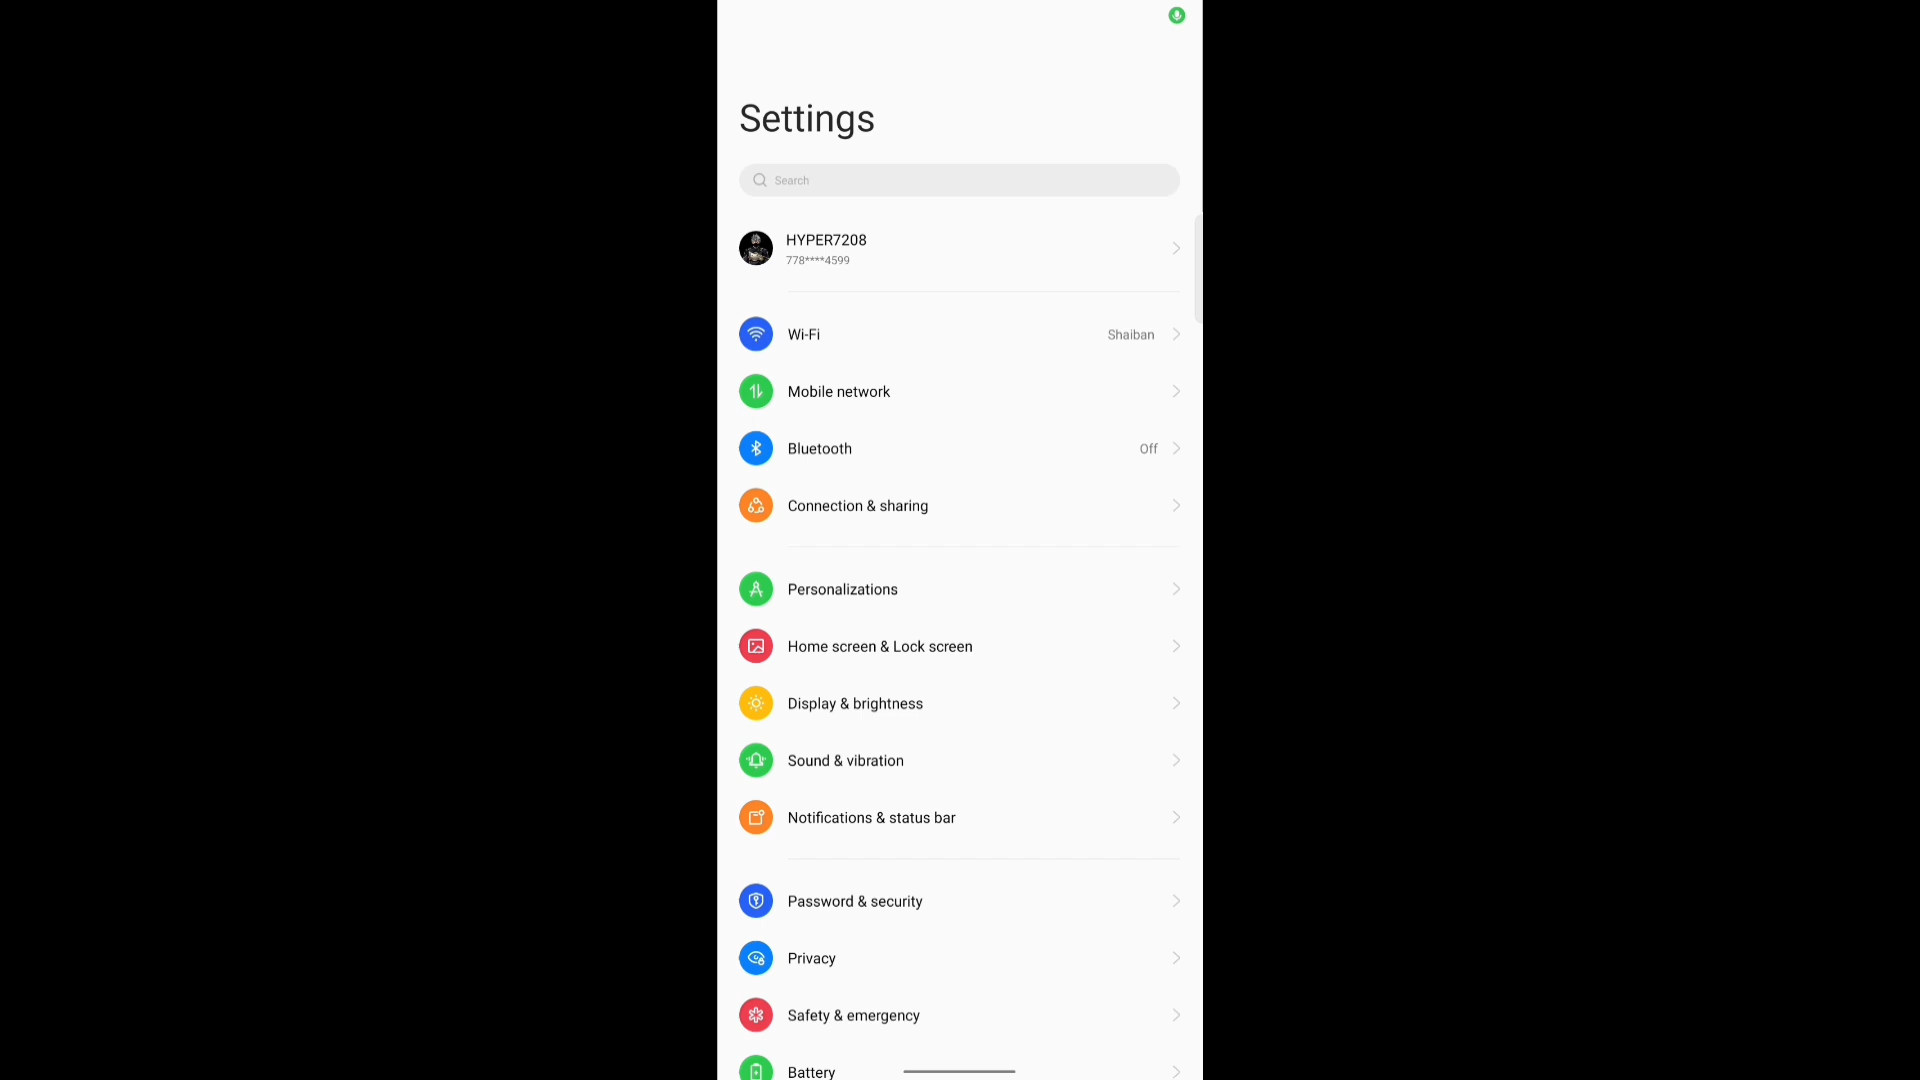 Settings
Search
HYPER7208
778****4599
Wi-Fi Shaiban
Mobile network
Bluetooth Off
Connection & sharing
Personalizations
Home screen & Lock screen
Display & brightness
Sound & vibration
Notifications & status bar
Password & security
Privacy
Safety & emergency
Battery